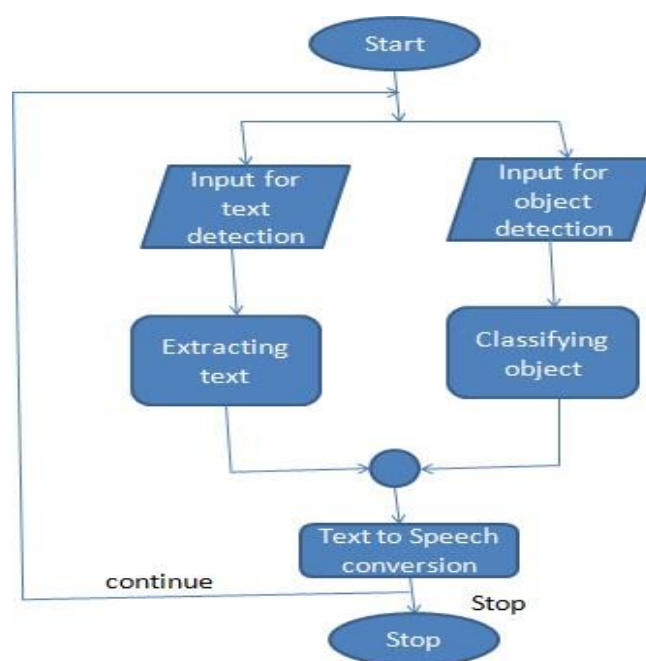 Start
Input for
text
detection
Input for
object
detection
Extracting
text
Classifying
object
Text to Speech
conversion
continue
Stop
Stop